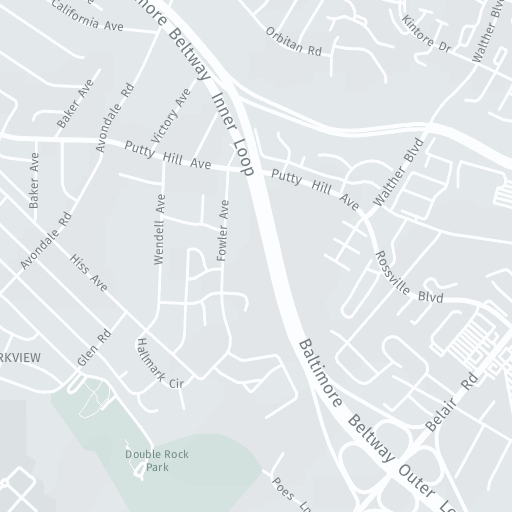 California Ave
Baltimore Beltway Inner Loop
Orbitan Rd
Kintore Dr
Walther Blvd
Baker Ave
Avondale Rd
Victory Ave
Putty Hill Ave
Walther Blvd
Baker Ave
Putty Hill Ave
Wendell Ave
Fowler Ave
Avondale Rd
Hiss Ave
Rossville Blvd
Glen Rd
RKVIEW
Hallmark Cir
Baltimore Beltway Outer Lo
Belair Rd
Double Rock
Park
Poes Ln